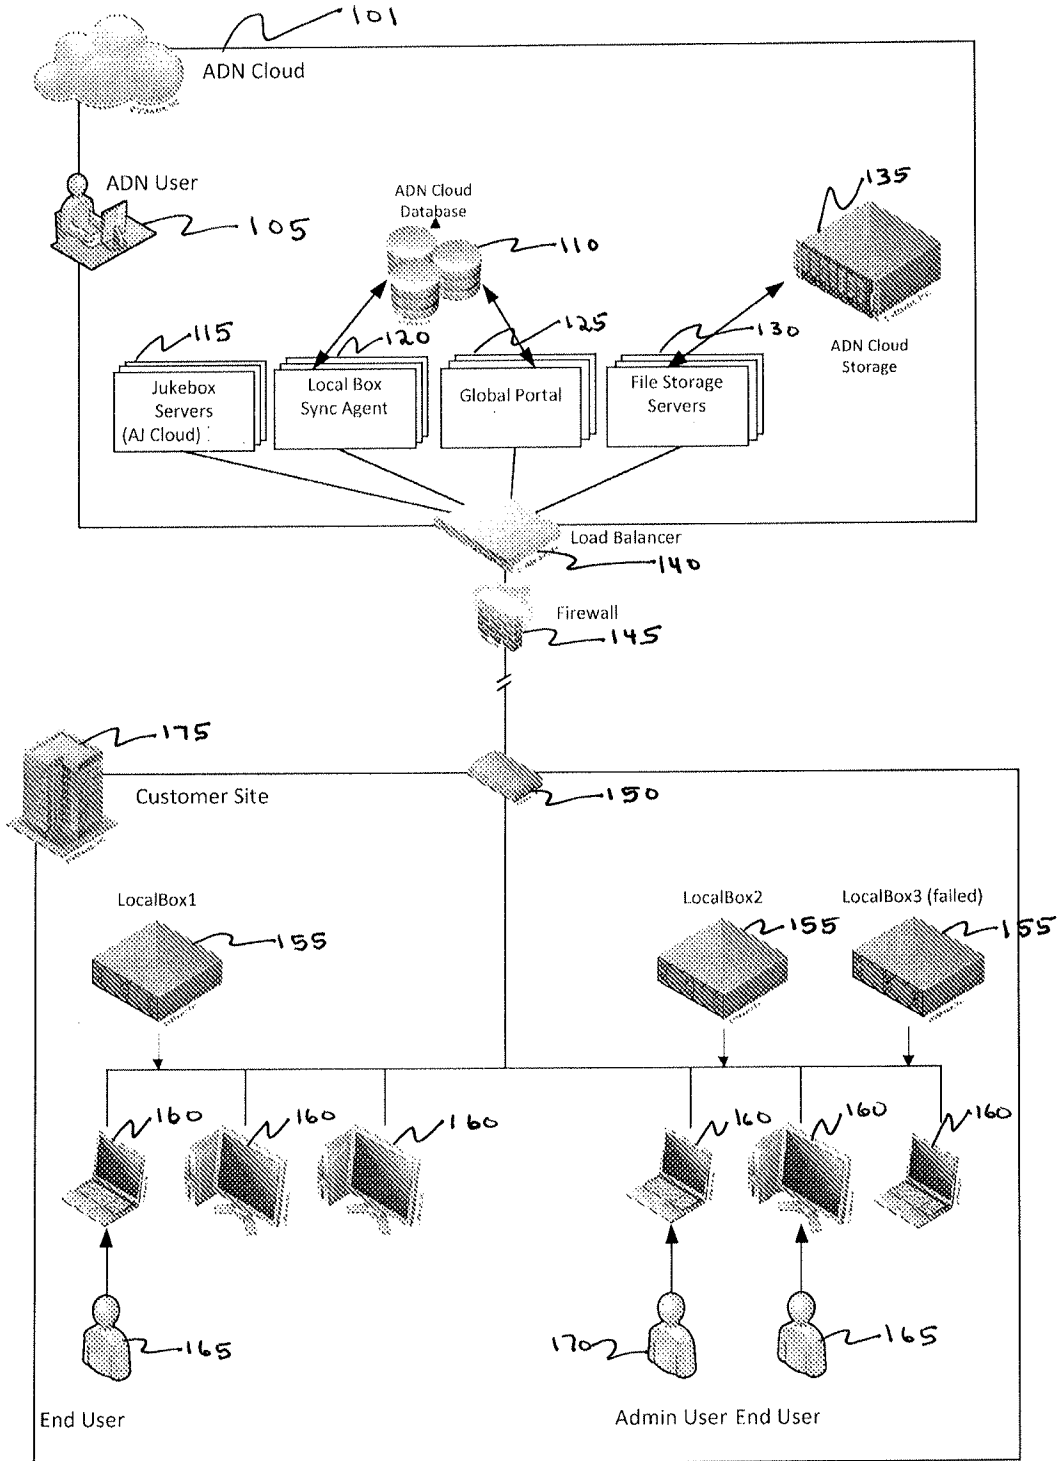 101
ADN Cloud
ADN User
105
ADN Cloud
Database
110
135
ADN Cloud
Storage
115
120
125
130
Jukebox
Servers
(AJ Cloud)
Local Box
Sync Agent
Global Portal
File Storage
Servers
Load Balancer
140
Firewall
145
175
Customer Site
150
LocalBox1
155
LocalBox2
155
LocalBox3 (failed)
155
160
160
160
160
160
160
165
170
165
End User
Admin User
End User